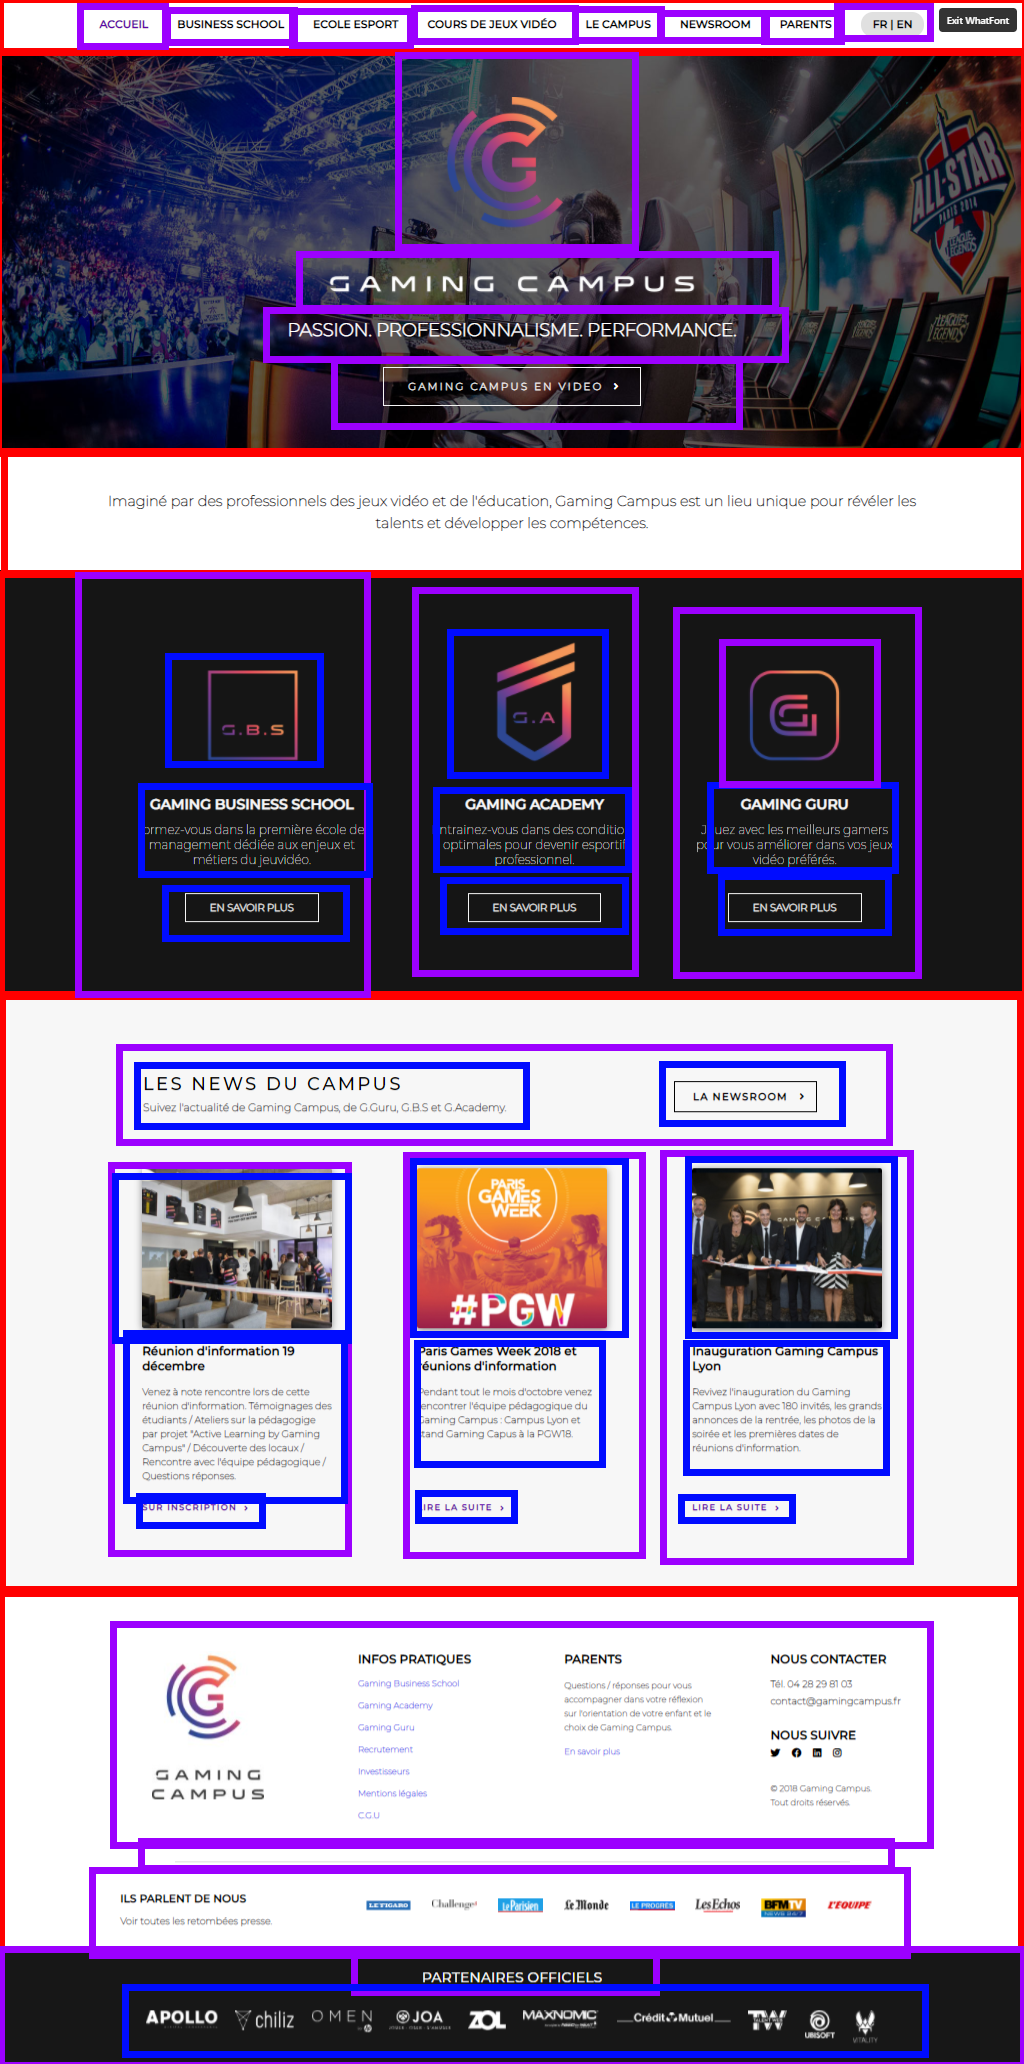 ACCUEIL BUSINESS SCHOOL ECOLE ESPORT COURS DE JEUX VIDÉO LE CAMPUS NEWSROOM PARENTS FR | EN Exit WhatFont
ALL-STAR
PARIS 2018
LEAGUE LEGENDS
GAMING CAMPUS
PASSION. PROFESSIONNALISME. PERFORMANCE.
GAMING CAMPUS EN VIDEO >
Imaginé par des professionnels des jeux vidéo et de l'éducation, Gaming Campus est un lieu unique pour révéler les
talents et développer les compétences.
G.B.S
G.A
G
GAMING BUSINESS SCHOOL
ormez-vous dans la première école de
management dédiée aux enjeux et
métiers du jeuvidéo.
EN SAVOIR PLUS
GAMING ACADEMY
ntrainez-vous dans des conditio
optimales pour devenir esportif
professionnel.
EN SAVOIR PLUS
GAMING GURU
J uez avec les meilleurs gamers
pour vous améliorer dans vos jeux
vidéo préférés.
EN SAVOIR PLUS
LES NEWS DU CAMPUS
Suivez l'actualité de Gaming Campus, de G.Guru, G.B.S et G.Academy.
LA NEWSROOM >
Réunion d'information 19
décembre
Venez à note rencontre lors de cette
réunion d'information. Témoignages des
étudiants / Ateliers sur la pédagogige
par projet "Active Learning by Gaming
Campus" / Découverte des locaux /
Rencontre avec l'équipe pédagogique /
Questions réponses.
SUR INSCRIPTION >
PARIS
GAMES
WEEK
#PGW
Paris Games Week 2018 et
réunions d'information
Pendant tout le mois d'octobre venez
encontrer l'équipe pédagogique du
Gaming Campus : Campus Lyon et
tand Gaming Capus à la PGW18.
LIRE LA SUITE >
GAMING CAMPUS
Inauguration Gaming Campus
Lyon
Revivez l'inauguration du Gaming
Campus Lyon avec 180 invités, les grands
annonces de la rentrée, les photos de la
soirée et les premières dates de
réunions d'information.
LIRE LA SUITE >
GAMING
CAMPUS
INFOS PRATIQUES
Gaming Business School
Gaming Academy
Gaming Guru
Recrutement
Investisseurs
Mentions légales
C.G.U
PARENTS
Questions / réponses pour vous
accompagner dans votre réflexion
sur l'orientation de votre enfant et le
choix de Gaming Campus.
En savoir plus
NOUS CONTACTER
Tél. 04 28 29 81 03
contact@gamingcampus.fr
NOUS SUIVRE
© 2018 Gaming Campus.
Tout droits réservés.
ILS PARLENT DE NOUS
Voir toutes les retombées presse.
LE FIGARO Challenge^s Le Parisien Le Monde LE PROGRES Les Echos BFM TV NEWS 24/7 L'EQUIPE
PARTENAIRES OFFICIELS
APOLLO chiliz OMEN JOA ZOL MAXNOMIC Crédit Mutuel TW UBISOFT VITALITY